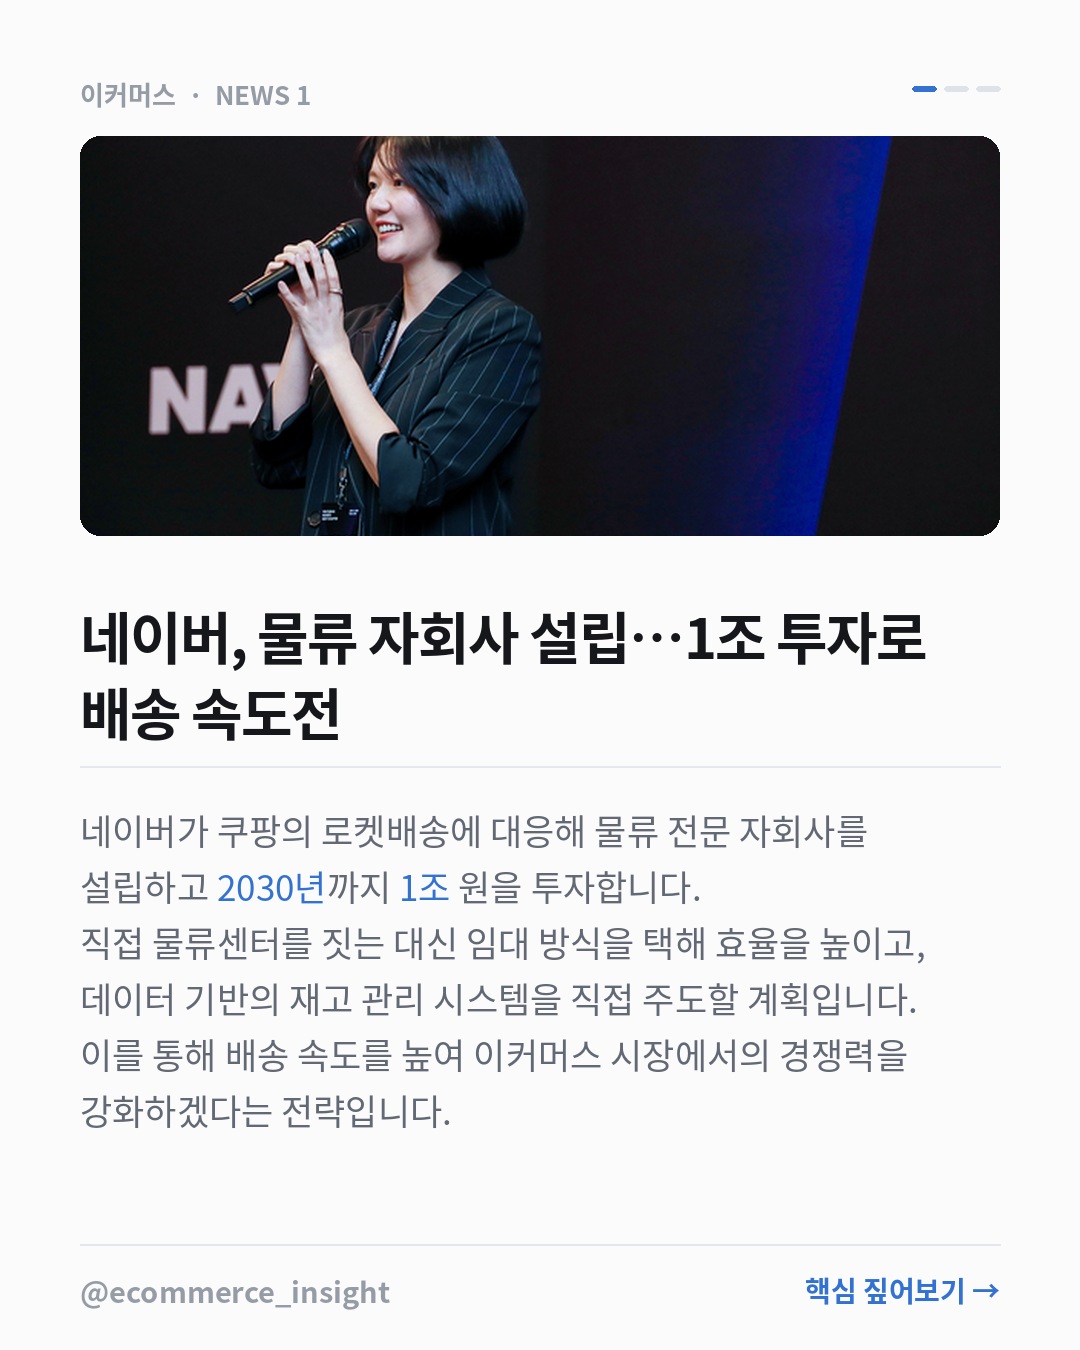 이커머스 · NEWS 1
NAV
네이버, 물류 자회사 설립…1조 투자로
배송 속도전
네이버가 쿠팡의 로켓배송에 대응해 물류 전문 자회사를
설립하고 2030년까지 1조 원을 투자합니다.
직접 물류센터를 짓는 대신 임대 방식을 택해 효율을 높이고,
데이터 기반의 재고 관리 시스템을 직접 주도할 계획입니다.
이를 통해 배송 속도를 높여 이커머스 시장에서의 경쟁력을
강화하겠다는 전략입니다.
@ecommerce_insight
핵심 짚어보기 →